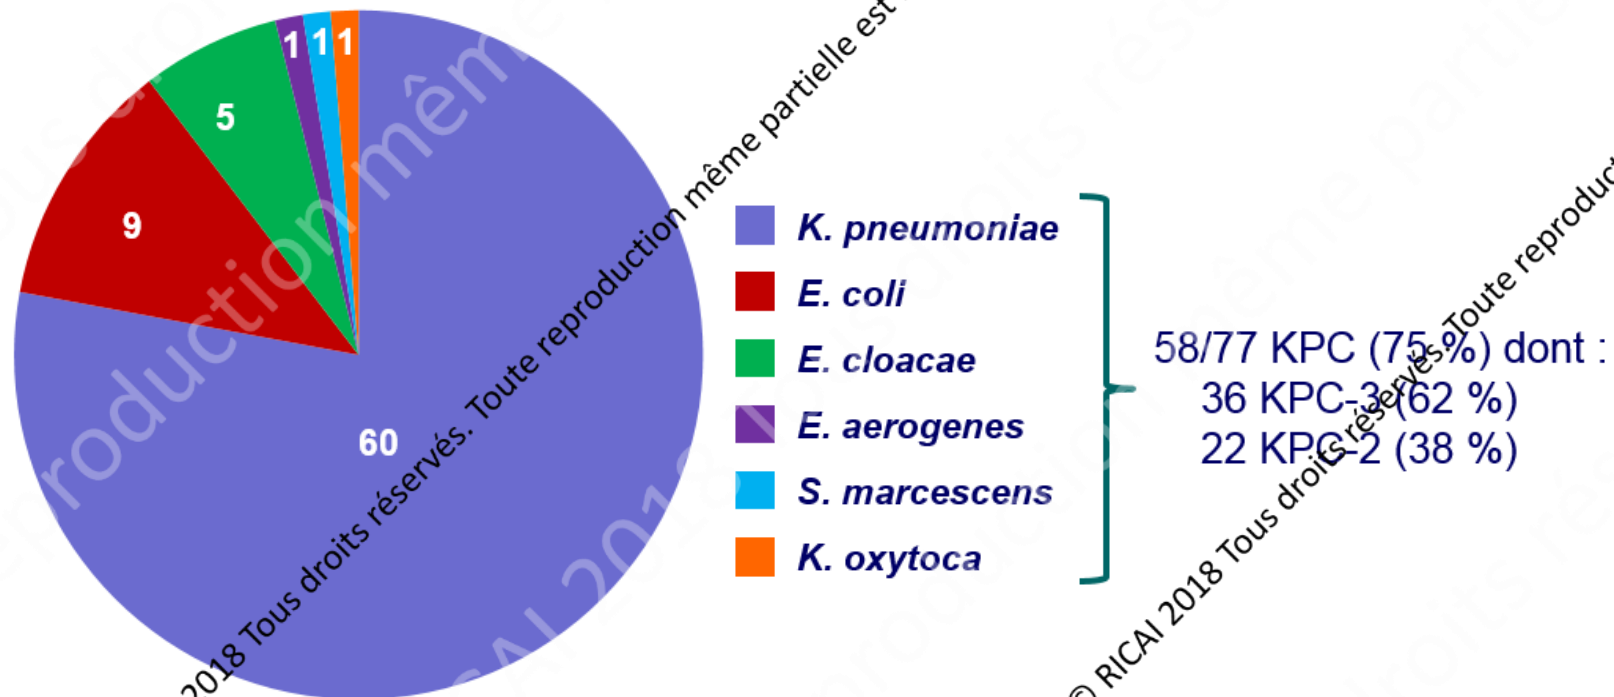 1 1 1
5
9
60
K. pneumoniae
E. coli
E. cloacae
E. aerogenes
S. marcescens
K. oxytoca
58/77 KPC (75 %) dont :
36 KPC-3 (62 %)
22 KPC-2 (38 %)
2018 Tous droits réservés. Toute reproduction même partielle est
© RICAI 2018 Tous droits réservés. Toute reproduc